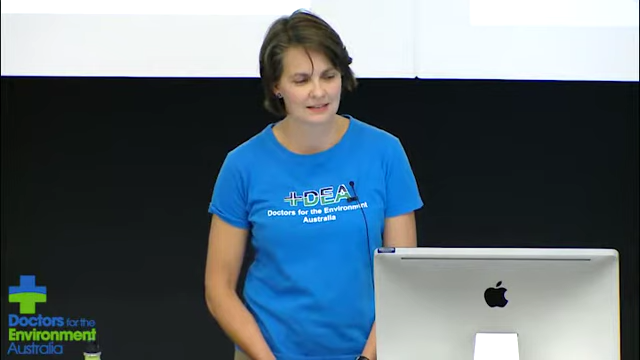 +DEA
Doctors for the Environment
Australia
Doctors for the
Environment
Australia